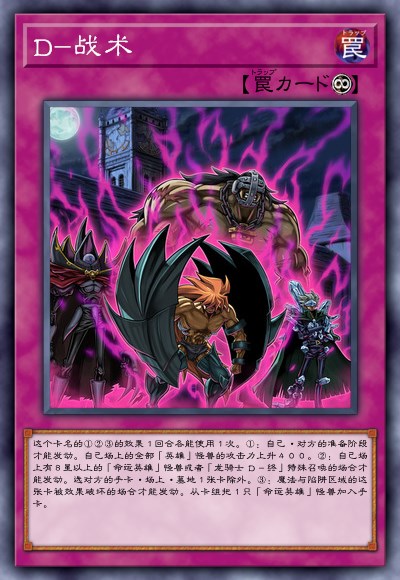 D-战术
トラップ
罠
トラップ
【罠カード】
这个卡名的①②③的效果1回合各能使用1次。①：自己·对方的准备阶段
才能发动。自己场上的全部「英雄」怪兽的攻击力上升400。②：自己场
上有8星以上的「命运英雄」怪兽或者「龙骑士 D-终」特殊召唤的场合才
能发动。选对方的手卡·场上·墓地1张卡除外。③：魔法与陷阱区域的这
张卡被效果破坏的场合才能发动。从卡组把1只「命运英雄」怪兽加入手
卡。